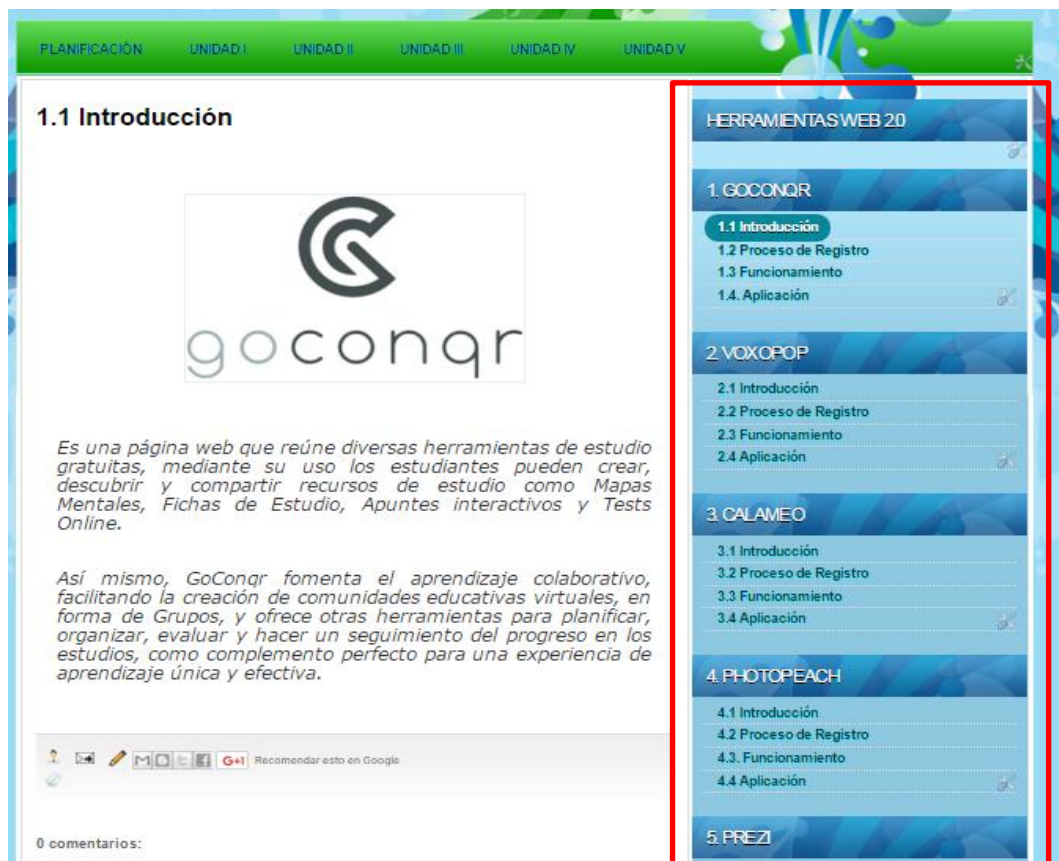 PLANIFICACIÓN UNIDAD I UNIDAD II UNIDAD III UNIDAD IV UNIDAD V
1.1 Introducción
goconqr
Es una página web que reúne diversas herramientas de estudio
gratuitas, mediante su uso los estudiantes pueden crear,
descubrir y compartir recursos de estudio como Mapas
Mentales, Fichas de Estudio, Apuntes interactivos y Tests
Online.
Así mismo, GoConqr fomenta el aprendizaje colaborativo,
facilitando la creación de comunidades educativas virtuales, en
forma de Grupos, y ofrece otras herramientas para planificar,
organizar, evaluar y hacer un seguimiento del progreso en los
estudios, como complemento perfecto para una experiencia de
aprendizaje única y efectiva.
G+1 Recomendar esto en Google
0 comentarios:
HERRAMIENTAS WEB 2.0
1. GOCONQR
1.1 Introducción
1.2 Proceso de Registro
1.3 Funcionamiento
1.4. Aplicación
2. VOXOPOP
2.1 Introducción
2.2 Proceso de Registro
2.3 Funcionamiento
2.4 Aplicación
3. CALAMEO
3.1 Introducción
3.2 Proceso de Registro
3.3 Funcionamiento
3.4 Aplicación
4. PHOTOPEACH
4.1 Introducción
4.2 Proceso de Registro
4.3. Funcionamiento
4.4 Aplicación
5. PREZI